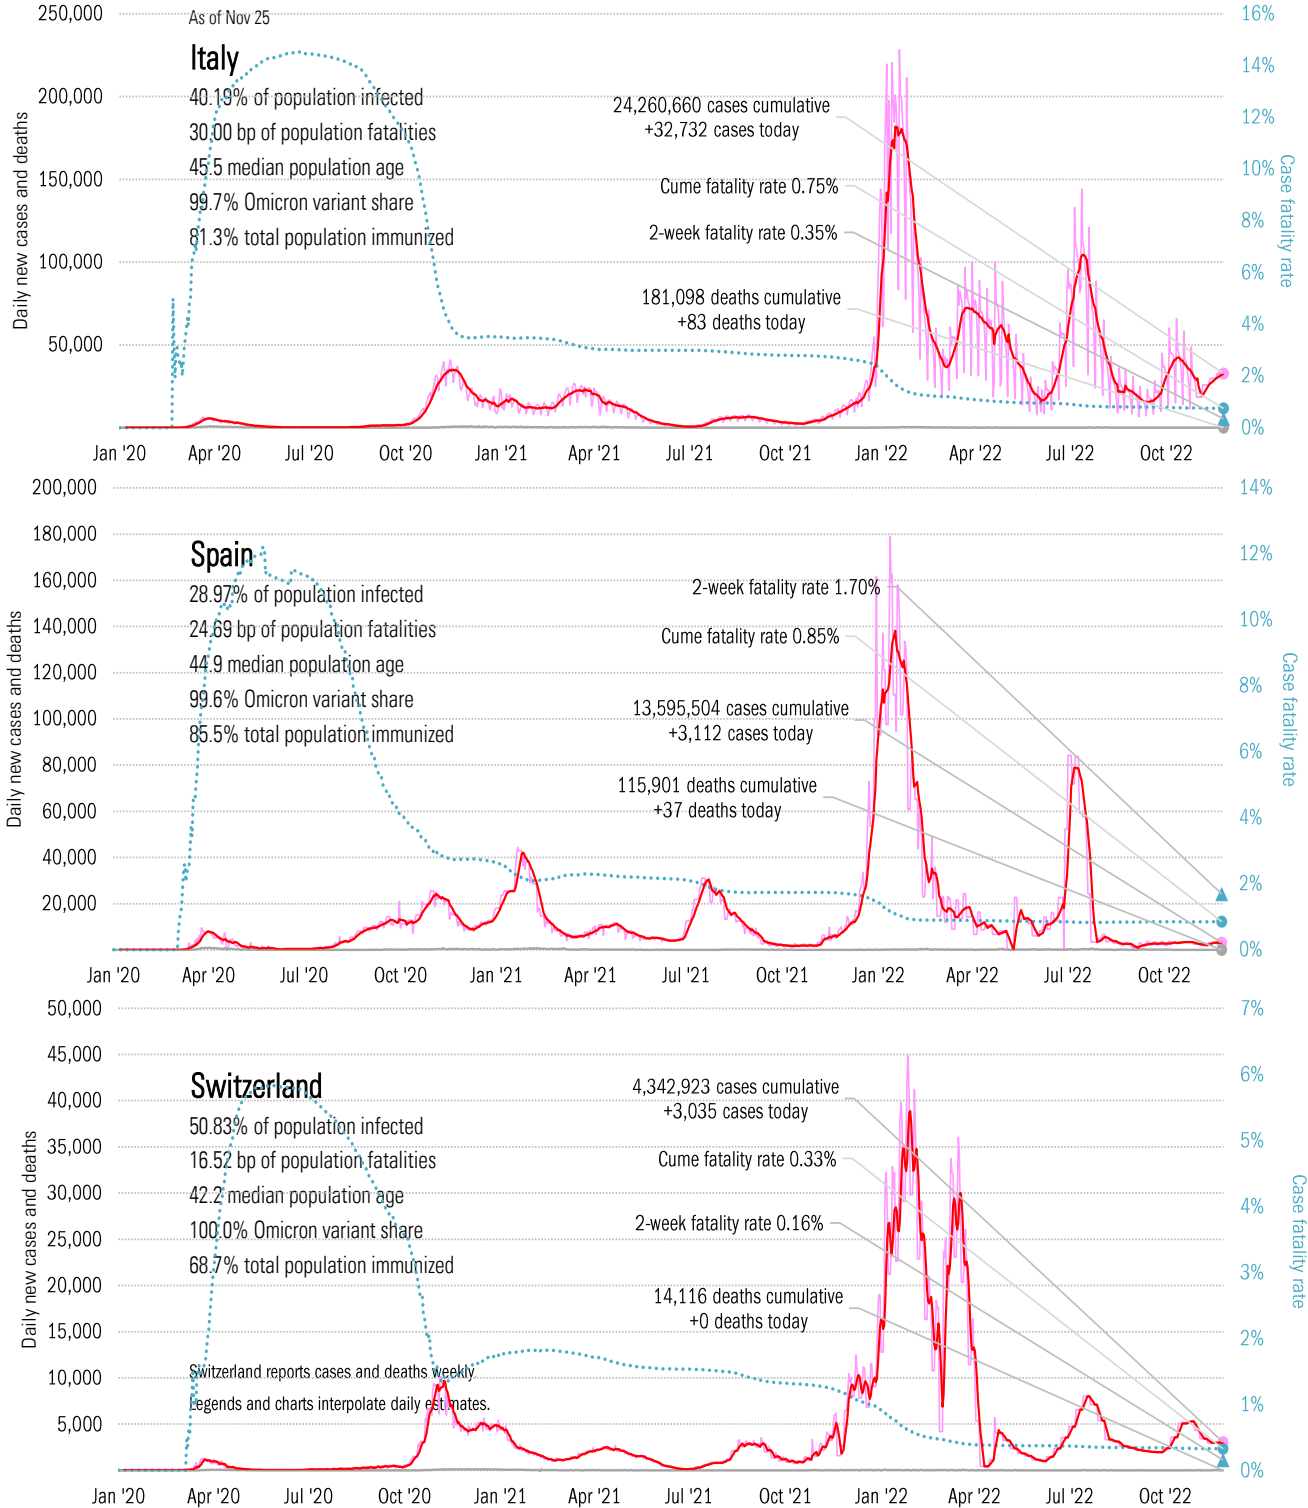 250,000
As of Nov 25
16%
Italy
14%
40.19% of population infected
200,000
24,260,660 cases cumulative
+32,732 cases today
12%
30.00 bp of population fatalities
45.5 median population age
150,000
Cume fatality rate 0.75%
10%
99.7% Omicron variant share
8%
81.3% total population immunized
2-week fatality rate 0.35%
100,000
6%
181,098 deaths cumulative
+83 deaths today
4%
50,000
2%
0%
Daily new cases and deaths
Case fatality rate
Jan '20 Apr '20 Jul '20 Oct '20 Jan '21 Apr '21 Jul '21 Oct '21 Jan '22 Apr '22 Jul '22 Oct '22
200,000
14%
180,000
Spain
12%
160,000
28.97% of population infected
2-week fatality rate 1.70%
140,000
24.69 bp of population fatalities
Cume fatality rate 0.85%
10%
44.9 median population age
120,000
99.6% Omicron variant share
8%
100,000
13,595,504 cases cumulative
+3,112 cases today
85.5% total population immunized
6%
80,000
115,901 deaths cumulative
+37 deaths today
60,000
4%
40,000
2%
20,000
0%
Daily new cases and deaths
Case fatality rate
Jan '20 Apr '20 Jul '20 Oct '20 Jan '21 Apr '21 Jul '21 Oct '21 Jan '22 Apr '22 Jul '22 Oct '22
50,000
7%
45,000
6%
Switzerland
4,342,923 cases cumulative
+3,035 cases today
40,000
50.83% of population infected
5%
35,000
16.52 bp of population fatalities
Cume fatality rate 0.33%
30,000
42.2 median population age
4%
100.0% Omicron variant share
2-week fatality rate 0.16%
25,000
68.7% total population immunized
3%
20,000
14,116 deaths cumulative
+0 deaths today
15,000
2%
Switzerland reports cases and deaths weekly.
10,000
Legends and charts interpolate daily estimates.
1%
5,000
0%
Daily new cases and deaths
Case fatality rate
Jan '20 Apr '20 Jul '20 Oct '20 Jan '21 Apr '21 Jul '21 Oct '21 Jan '22 Apr '22 Jul '22 Oct '22